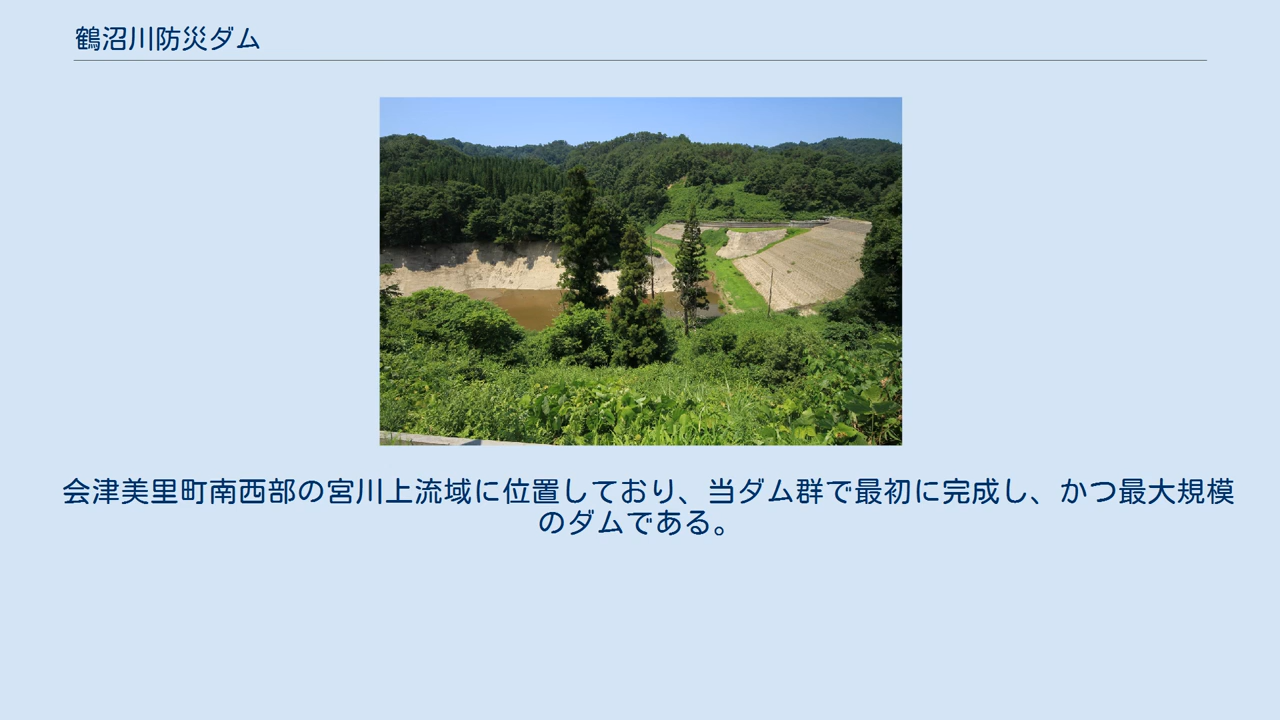 鶴沼川防災ダム
会津美里町南西部の宮川上流域に位置しており、当ダム群で最初に完成し、かつ最大規模
のダムである。